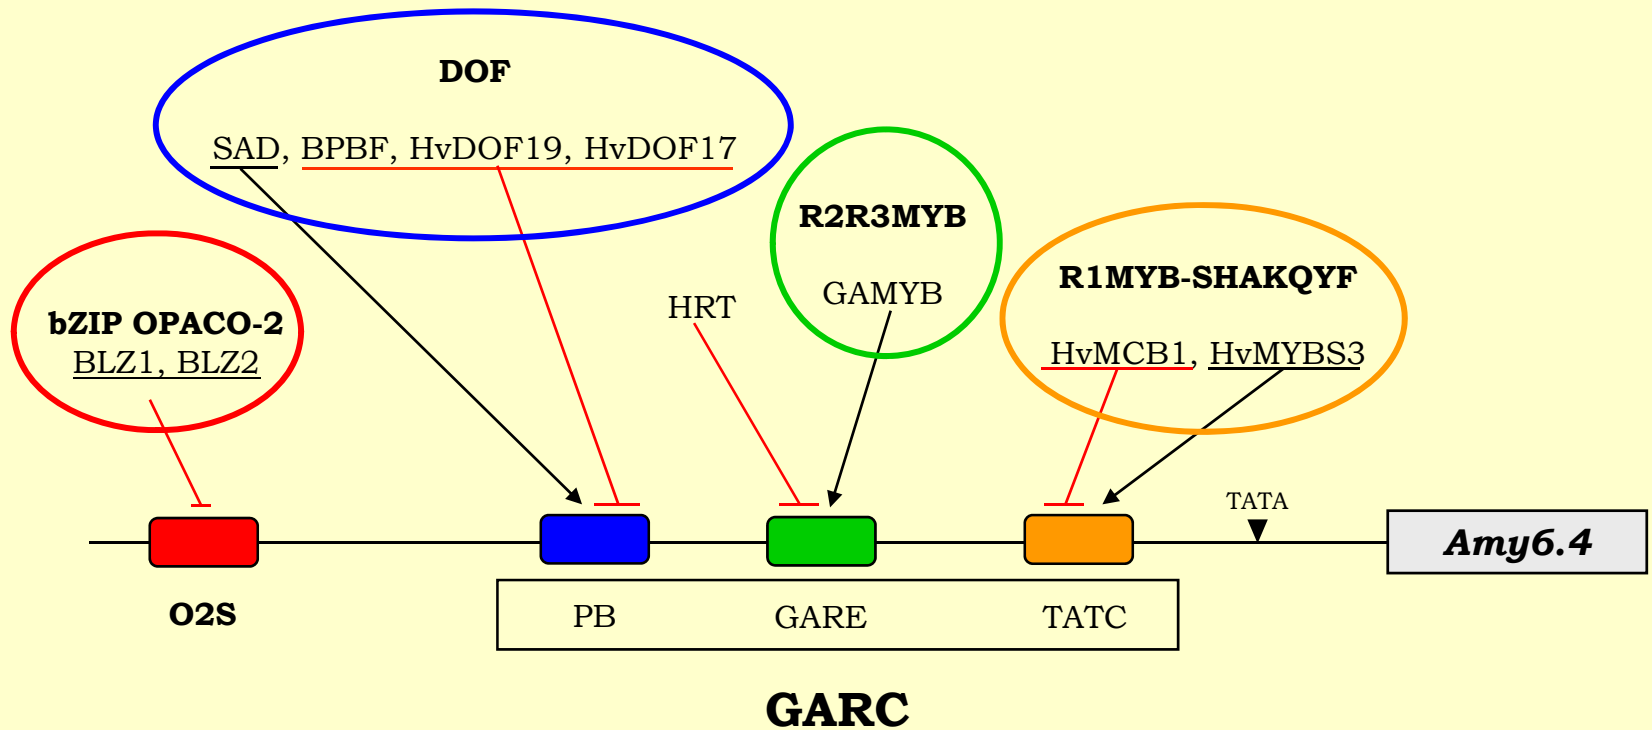 DOF
SAD, BPBF, HvDOF19, HvDOF17
R2R3MYB
GAMYB
R1MYB-SHAKQYF
HvMCB1, HvMYBS3
HRT
bZIP OPACO-2
BLZ1, BLZ2
TATA
Amy6.4
O2S
PB GARE TATC
GARC